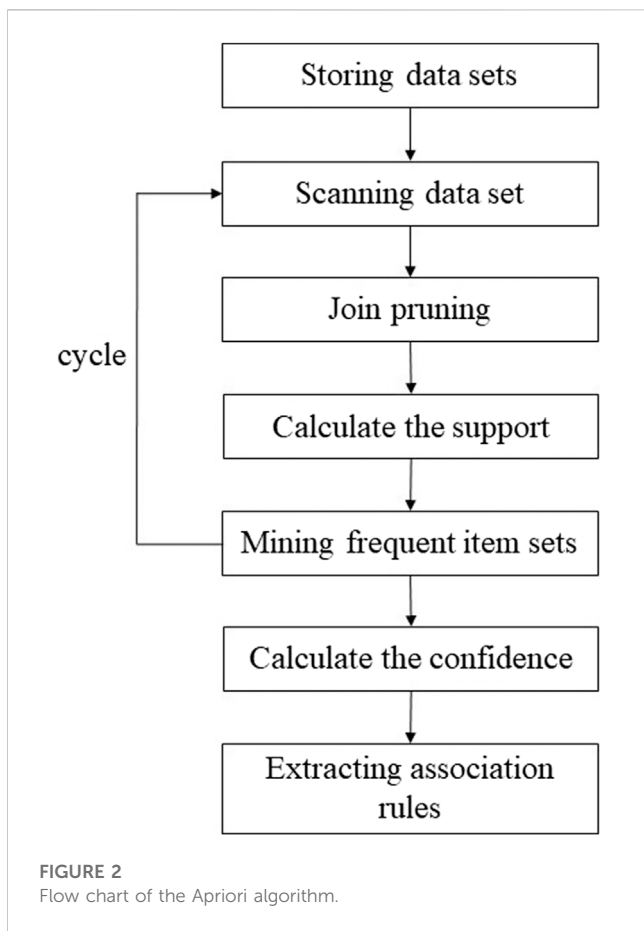 Storing data sets
Scanning data set
Join pruning
cycle
Calculate the support
Mining frequent item sets
Calculate the confidence
Extracting association
rules
FIGURE 2
Flow chart of the Apriori algorithm.